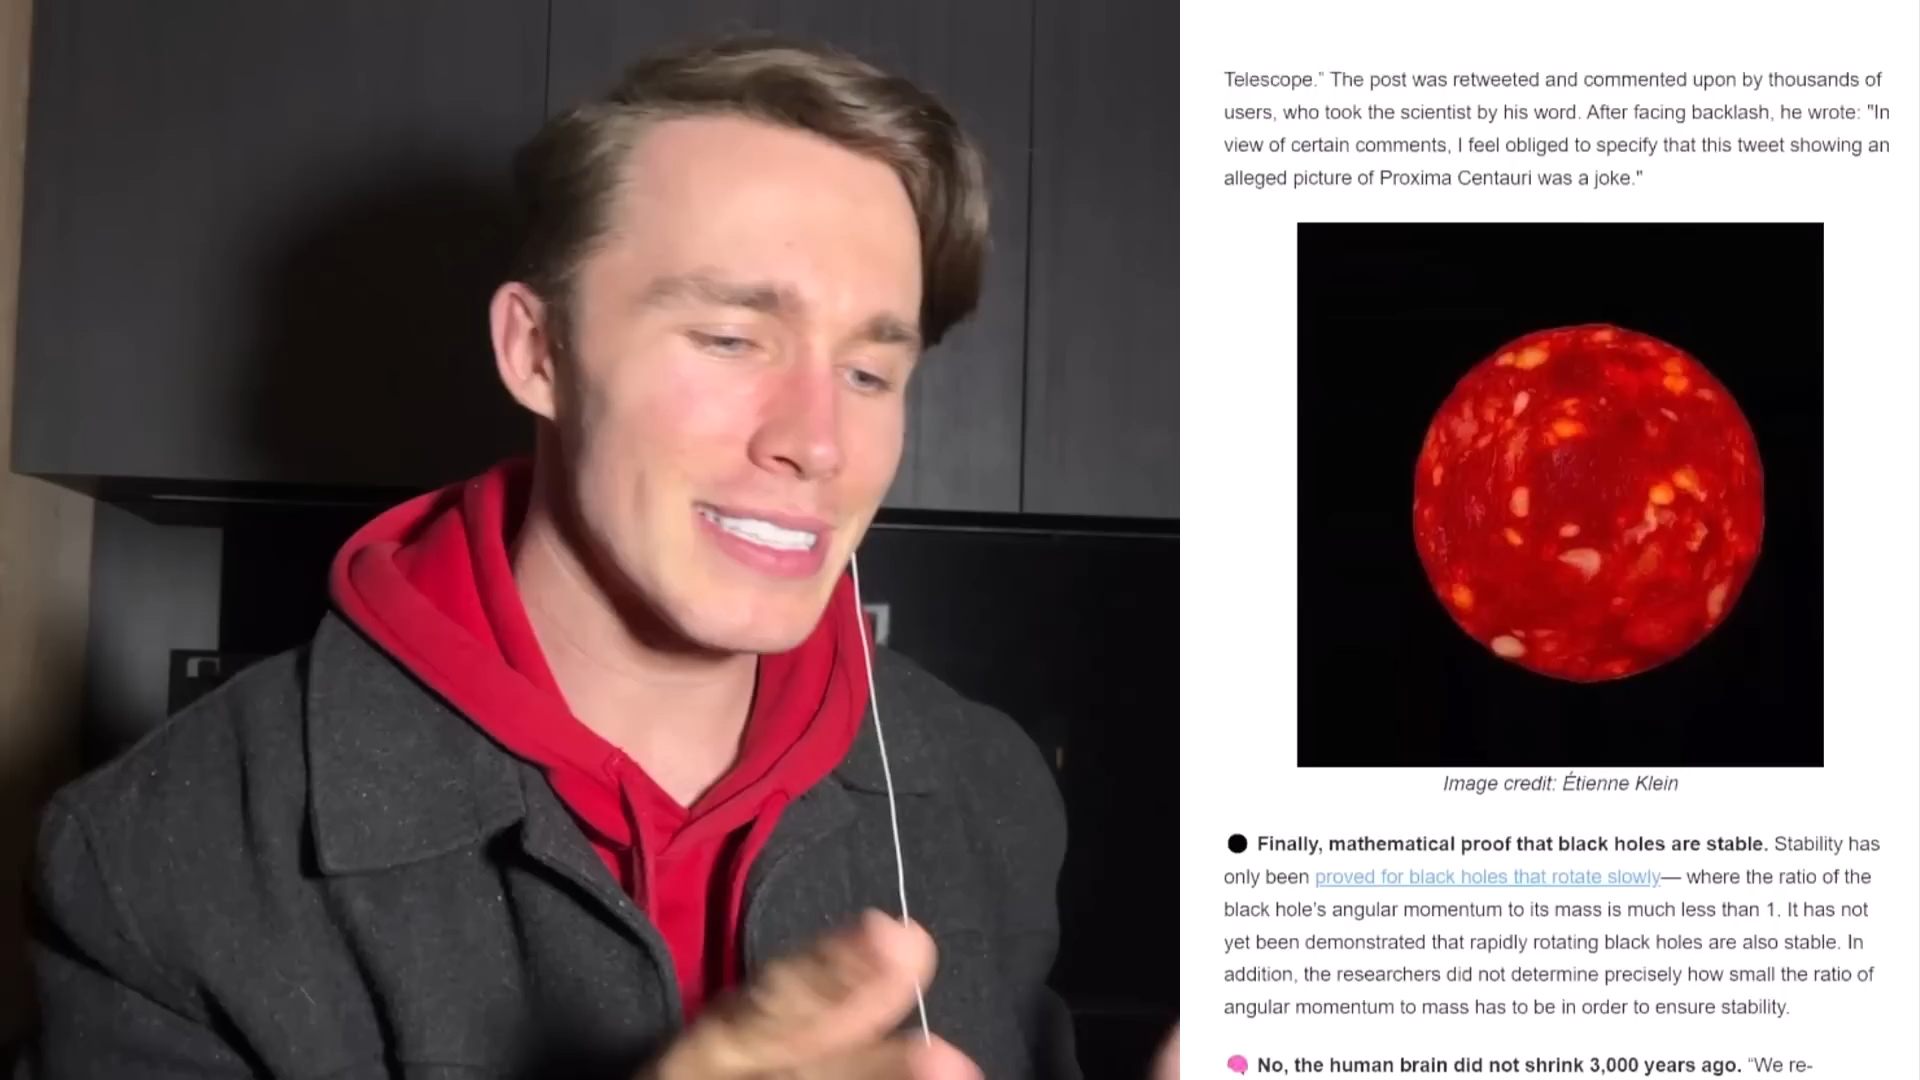 Telescope." The post was retweeted and commented upon by thousands of
users, who took the scientist by his word. After facing backlash, he wrote: "In
view of certain comments, I feel obliged to specify that this tweet showing an
alleged picture of Proxima Centauri was a joke."
Image credit: Étienne Klein
Finally, mathematical proof that black holes are stable. Stability has
only been proved for black holes that rotate slowly— where the ratio of the
black hole's angular momentum to its mass is much less than 1. It has not
yet been demonstrated that rapidly rotating black holes are also stable. In
addition, the researchers did not determine precisely how small the ratio of
angular momentum to mass has to be in order to ensure stability.
No, the human brain did not shrink 3,000 years ago. "We re-